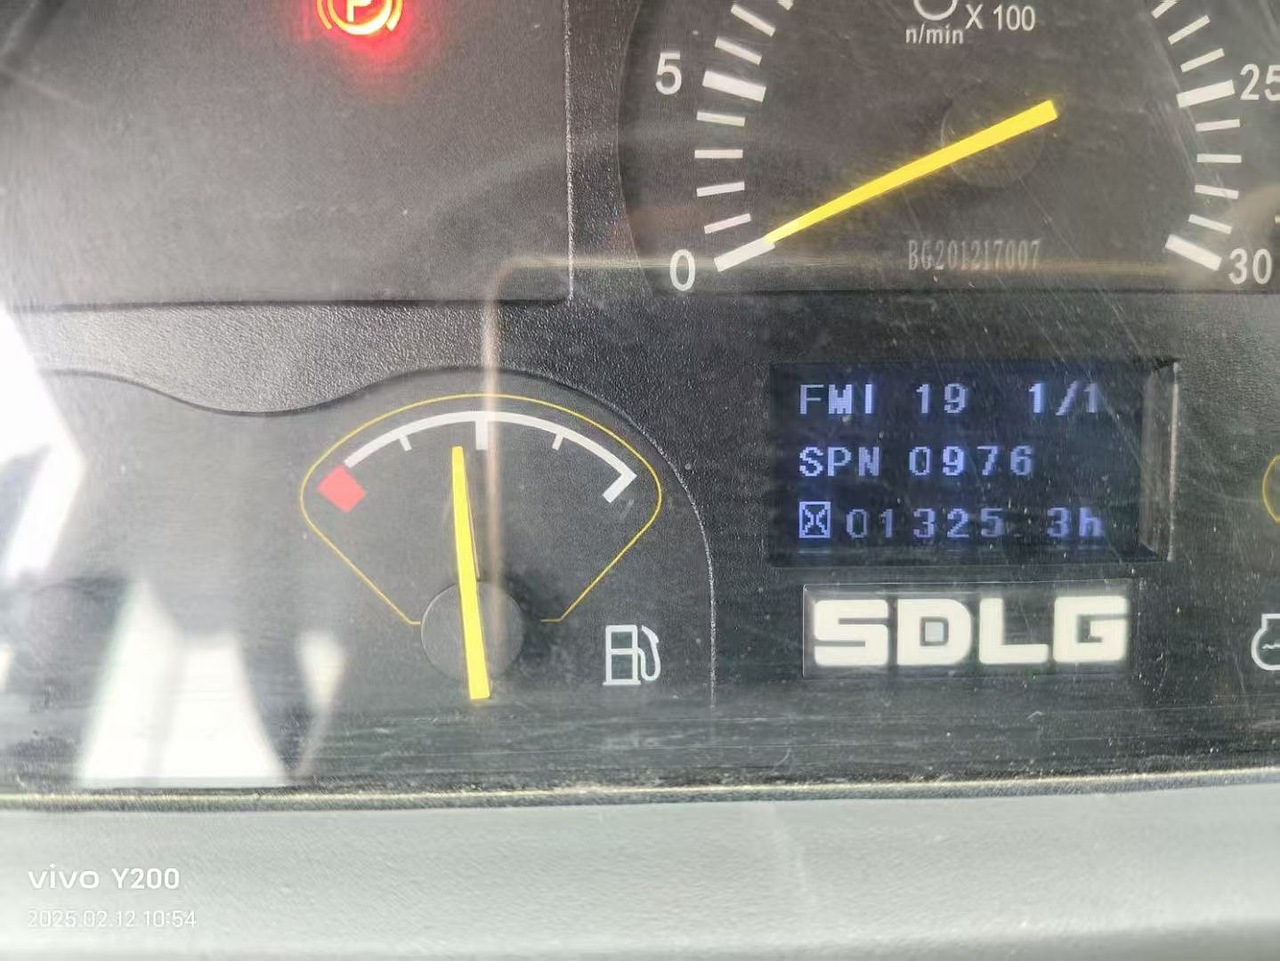 P
5
n/min X 100
25
0
BG201217007
30
FMI 19 1/1
SPN 0976
01325.3h
SDLG
vivo Y200
2025.02.12 10:54